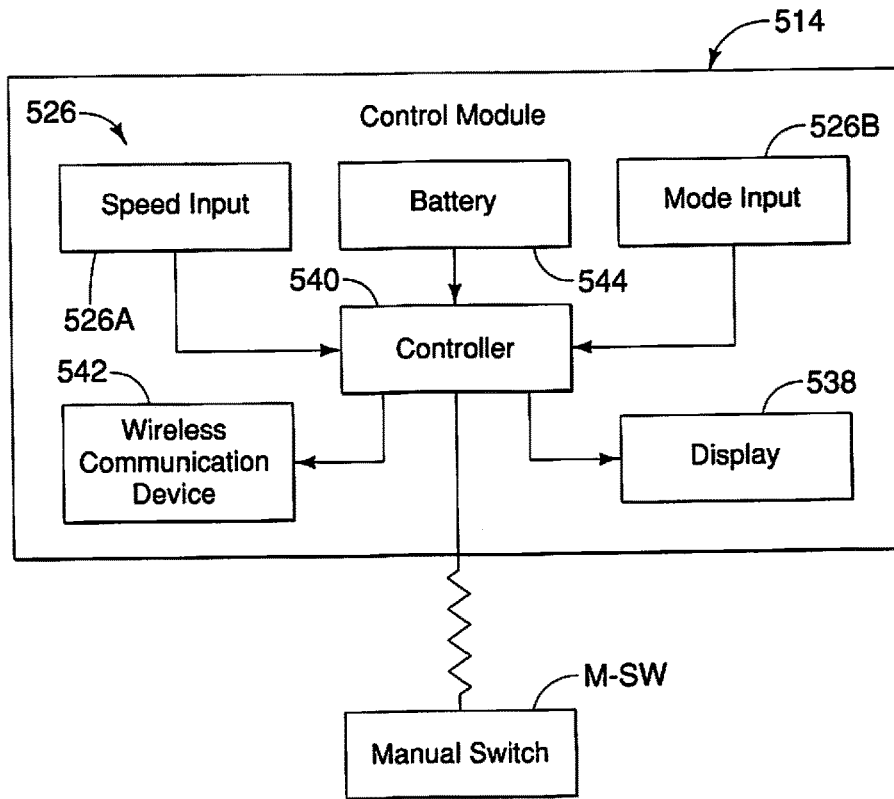 514
526
Control Module
526B
Speed Input
Battery
Mode Input
540
544
526A
Controller
542
538
Wireless
Communication
Device
Display
M-SW
Manual Switch